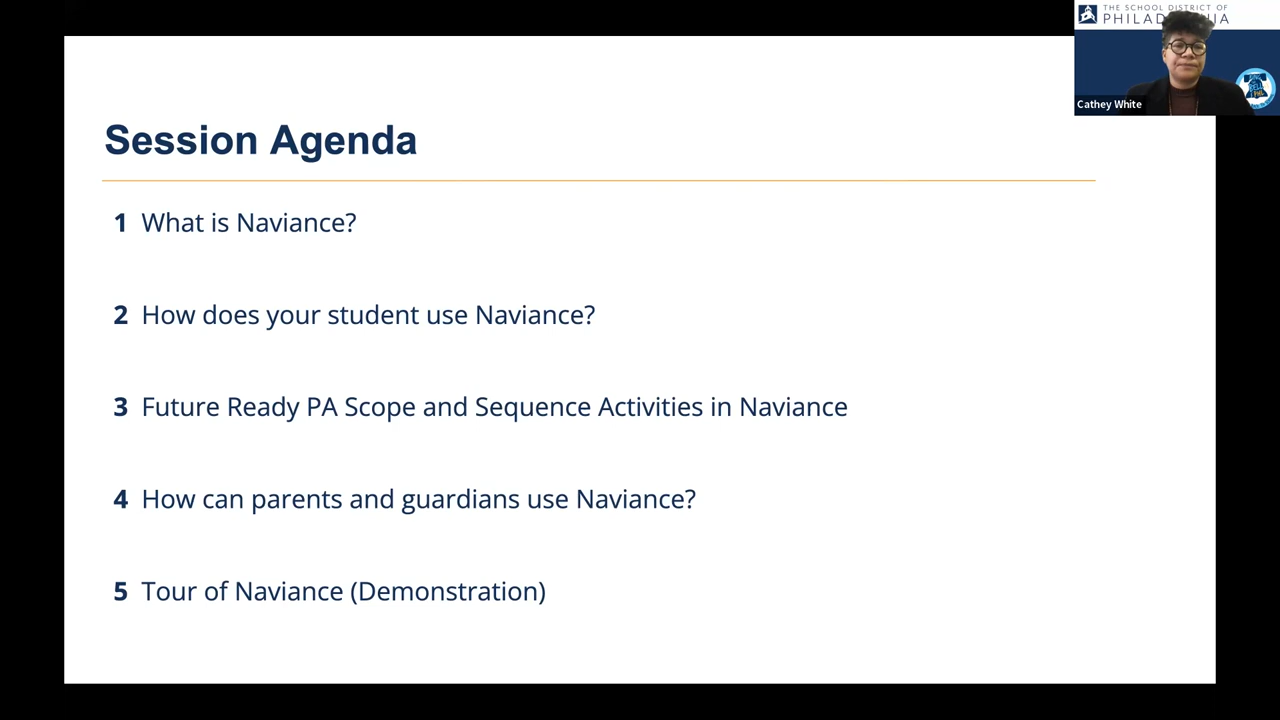 THE SCHOOL DISTRICT OF
Cathey White
Session Agenda
1 What is Naviance?
2 How does your student use Naviance?
3 Future Ready PA Scope and Sequence Activities in Naviance
4 How can parents and guardians use Naviance?
5 Tour of Naviance (Demonstration)